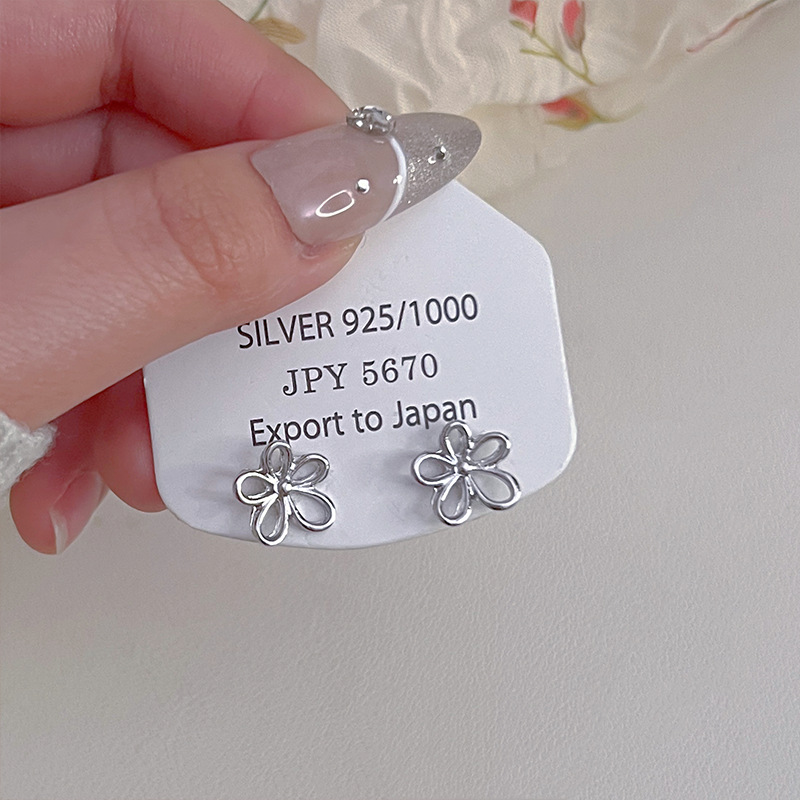 SILVER 925/1000
JPY 5670
Export to Japan